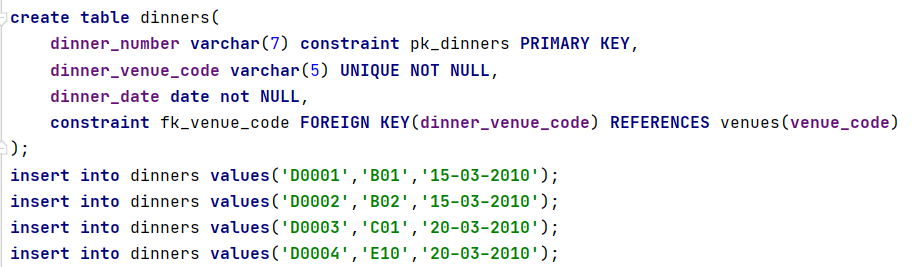 create table dinners(
    dinner_number varchar(7) constraint pk_dinners PRIMARY KEY,
    dinner_venue_code varchar(5) UNIQUE NOT NULL,
    dinner_date date not NULL,
    constraint fk_venue_code FOREIGN KEY(dinner_venue_code) REFERENCES venues(venue_code)
);
insert into dinners values('D0001','B01','15-03-2010');
insert into dinners values('D0002','B02','15-03-2010');
insert into dinners values('D0003','C01','20-03-2010');
insert into dinners values('D0004','E10','20-03-2010');